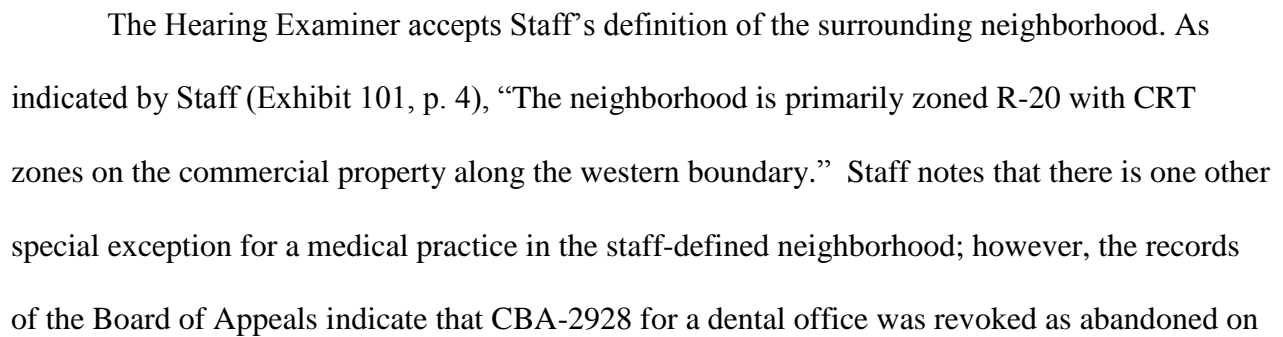 The Hearing Examiner accepts Staff’s definition of the surrounding neighborhood. As
indicated by Staff (Exhibit 101, p. 4), “The neighborhood is primarily zoned R-20 with CRT
zones on the commercial property along the western boundary.”  Staff notes that there is one other
special exception for a medical practice in the staff-defined neighborhood; however, the records
of the Board of Appeals indicate that CBA-2928 for a dental office was revoked as abandoned on